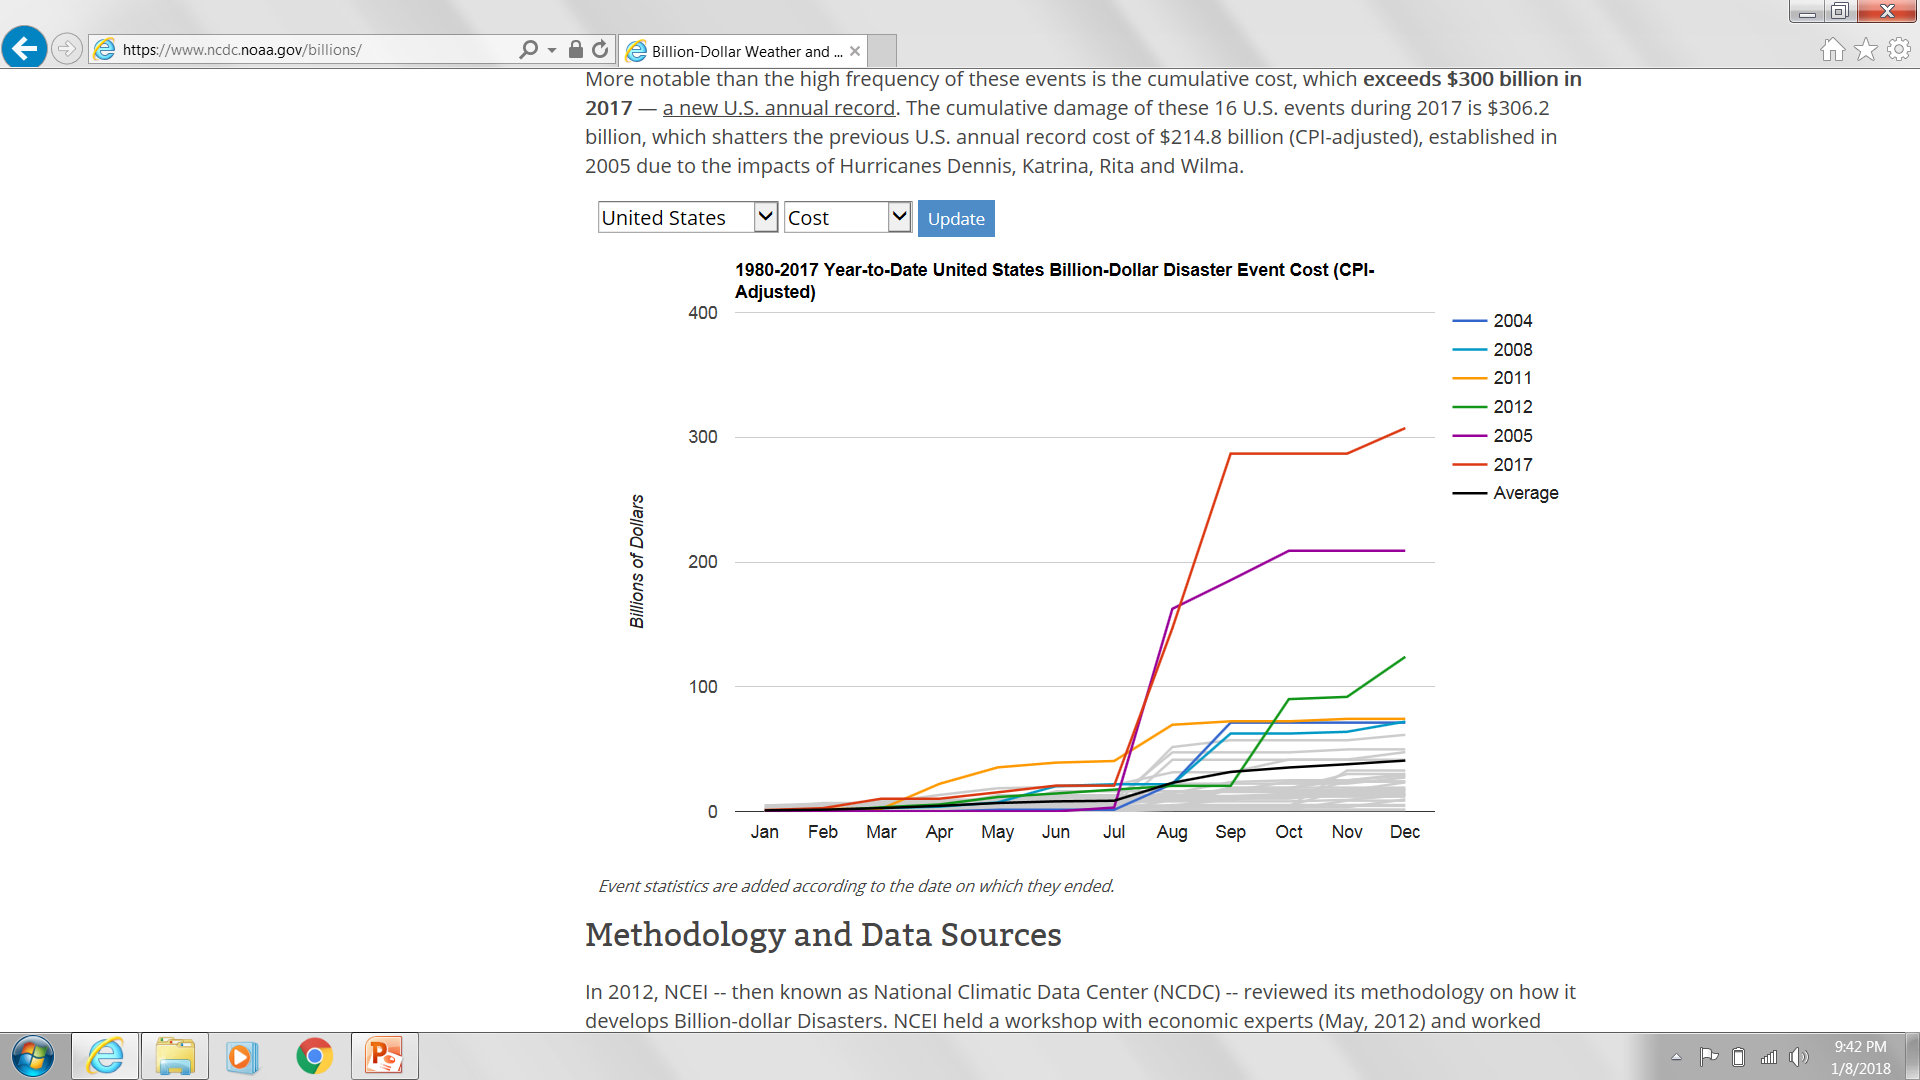 https://www.ncdc.noaa.gov/billions/
Billion-Dollar Weather and ...
More notable than the high frequency of these events is the cumulative cost, which exceeds $300 billion in
2017 — a new U.S. annual record. The cumulative damage of these 16 U.S. events during 2017 is $306.2
billion, which shatters the previous U.S. annual record cost of $214.8 billion (CPI-adjusted), established in
2005 due to the impacts of Hurricanes Dennis, Katrina, Rita and Wilma.
United States
Cost
Update
1980-2017 Year-to-Date United States Billion-Dollar Disaster Event Cost (CPI-
Adjusted)
400
300
200
100
0
Billions of Dollars
Jan Feb Mar Apr May Jun Jul Aug Sep Oct Nov Dec
2004
2008
2011
2012
2005
2017
Average
Event statistics are added according to the date on which they ended.
Methodology and Data Sources
In 2012, NCEI -- then known as National Climatic Data Center (NCDC) -- reviewed its methodology on how it
develops Billion-dollar Disasters. NCEI held a workshop with economic experts (May, 2012) and worked
9:42 PM
1/8/2018